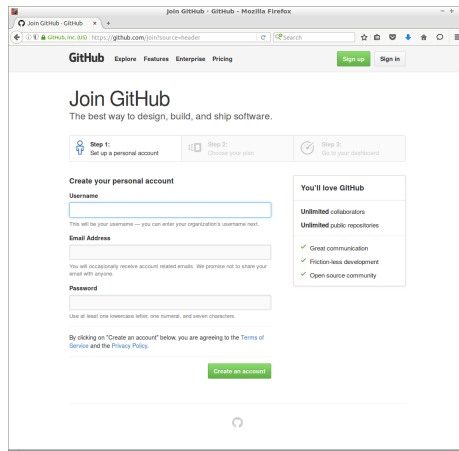 Join GitHub · GitHub - Mozilla Firefox
Join GitHub · GitHub
GitHub, Inc. (US) https://github.com/join?source=header
Search
GitHub Explore Features Enterprise Pricing Sign up Sign in
Join GitHub
The best way to design, build, and ship software.
Step 1:
Set up a personal account
Step 2:
Choose your plan
Step 3:
Go to your dashboard
Create your personal account
Username
This will be your username — you can enter your organization's username next.
Email Address
You will occasionally receive account related emails. We promise not to share your
email with anyone.
Password
Use at least one lowercase letter, one numeral, and seven characters.
By clicking on "Create an account" below, you are agreeing to the Terms of
Service and the Privacy Policy.
Create an account
You'll love GitHub
Unlimited collaborators
Unlimited public repositories
Great communication
Friction-less development
Open source community